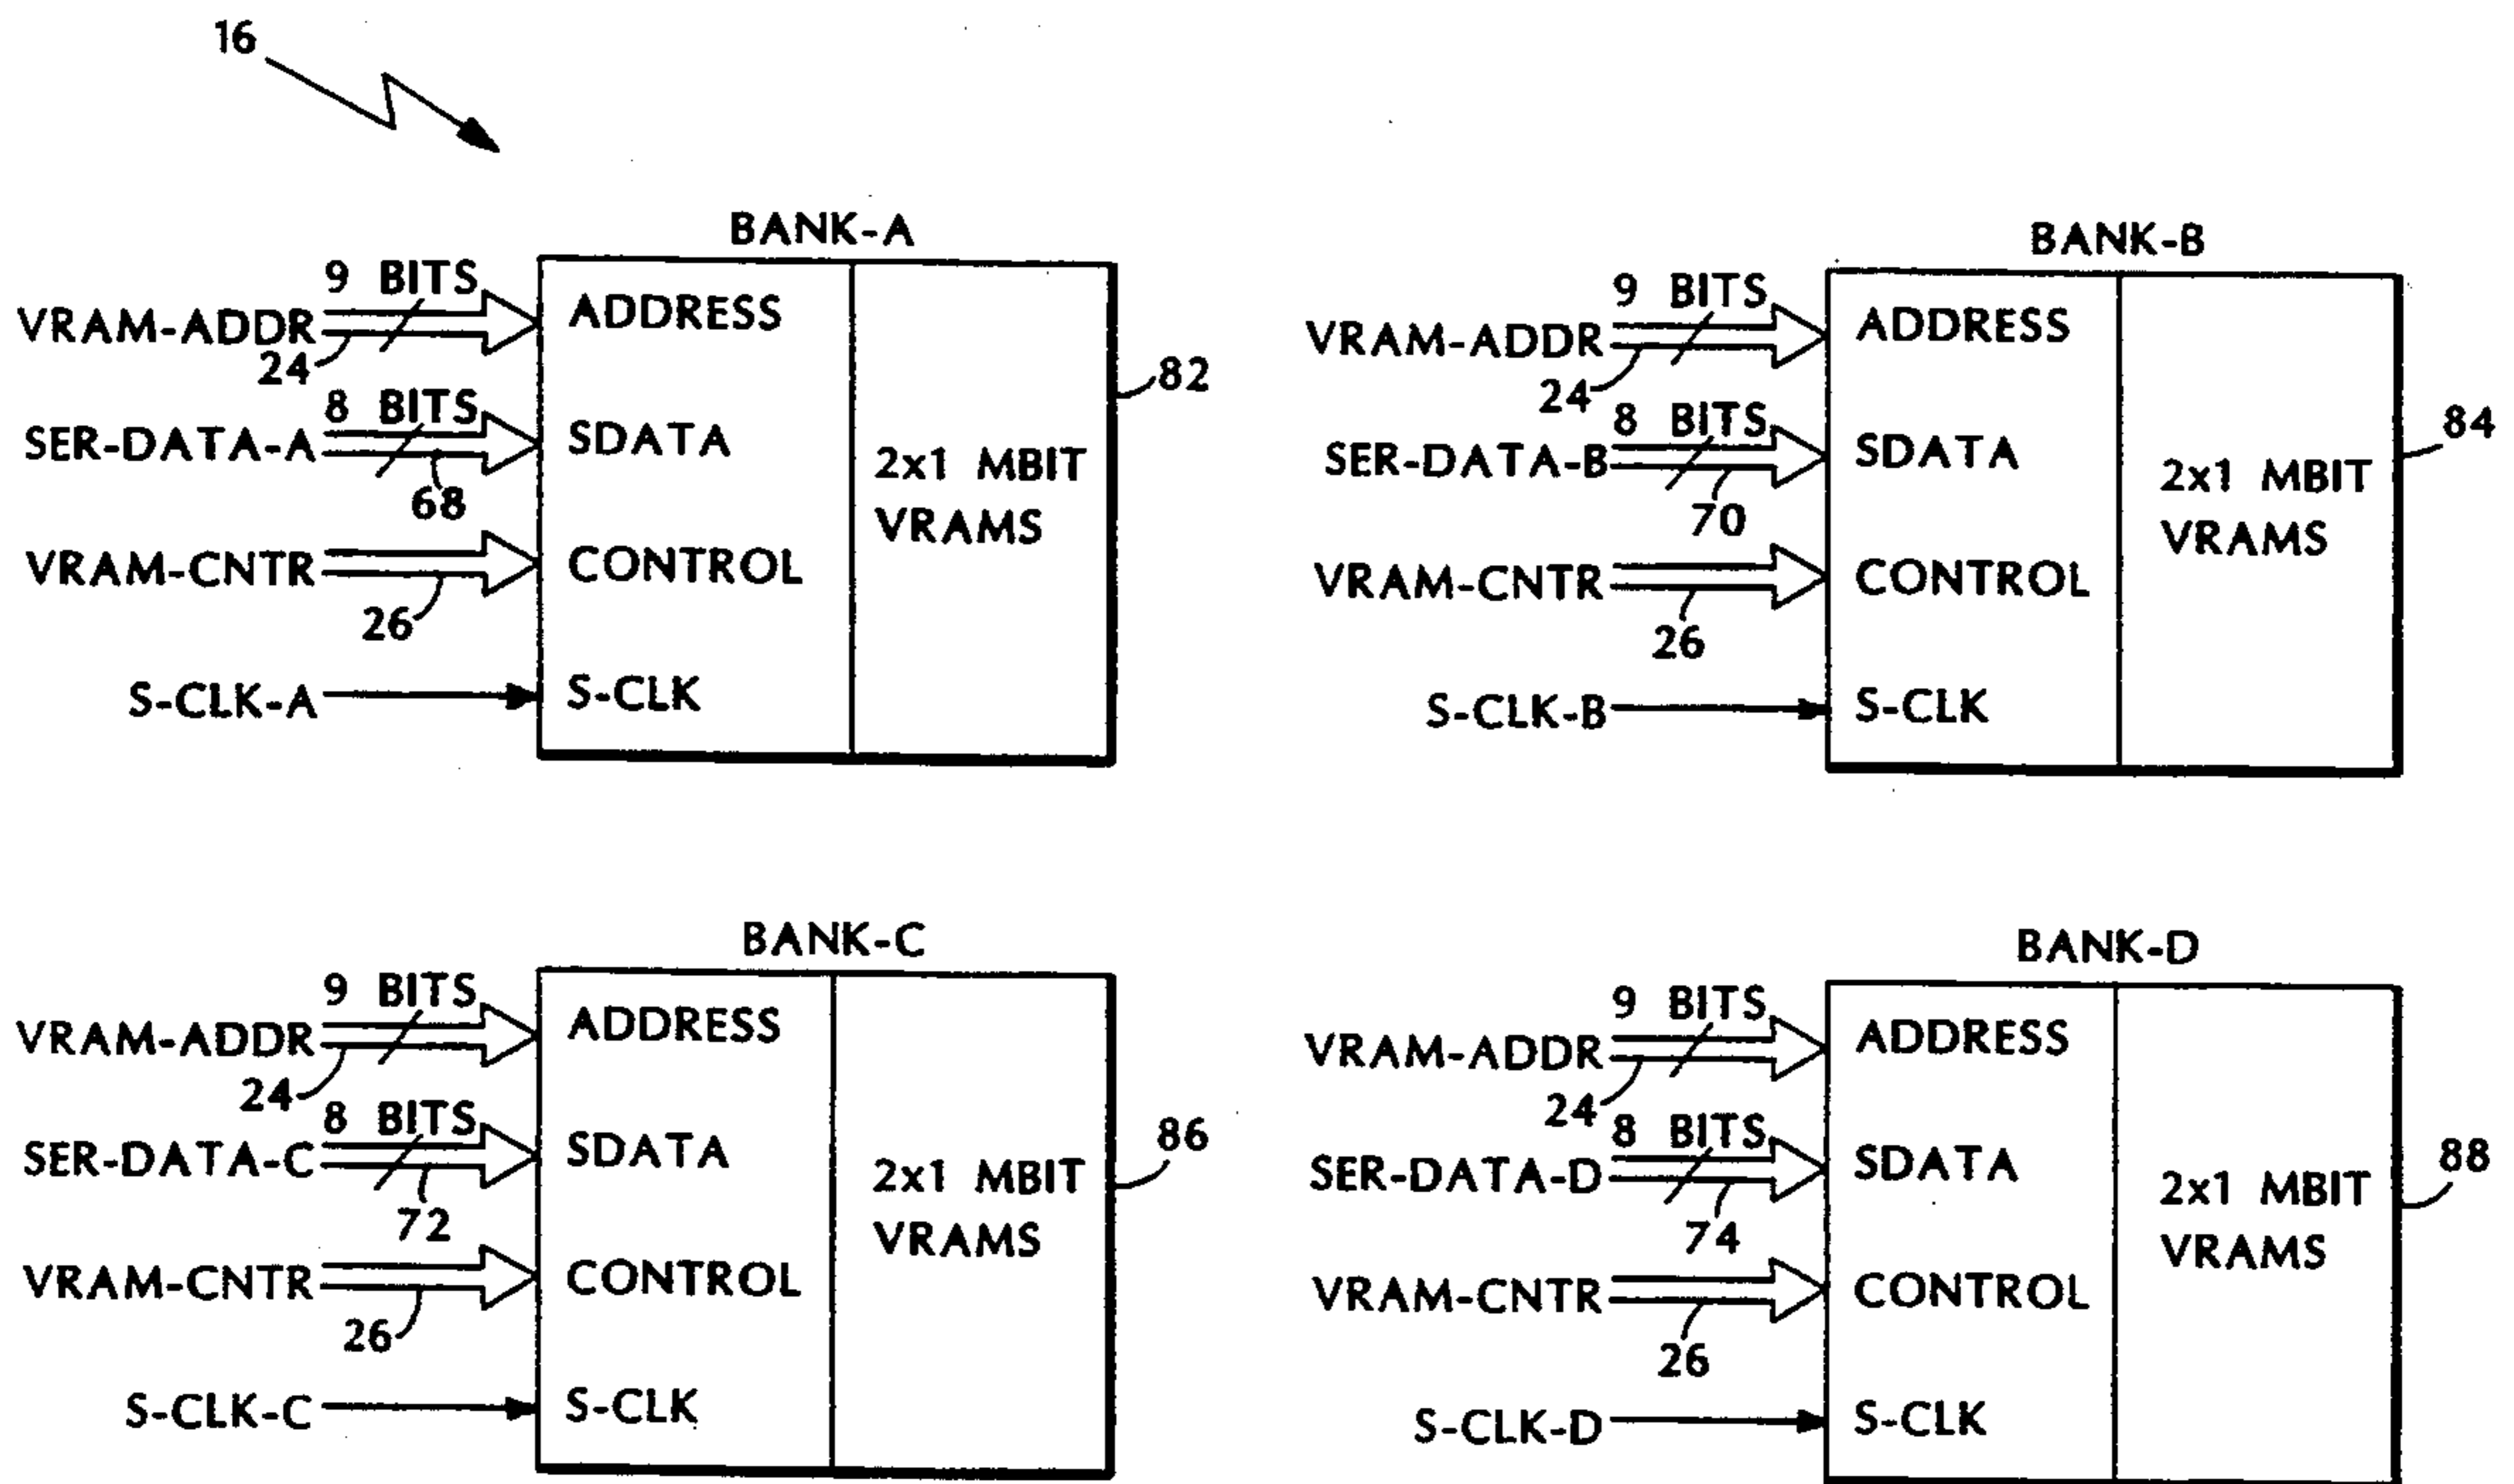 16
BANK-A
9 BITS
VRAM-ADDR
24
ADDRESS
8 BITS
SER-DATA-A
68
SDATA
VRAM-CNTR
26
CONTROL
S-CLK-A
S-CLK
2x1 MBIT
VRAMS
82
BANK-B
9 BITS
VRAM-ADDR
24
ADDRESS
8 BITS
SER-DATA-B
70
SDATA
VRAM-CNTR
26
CONTROL
S-CLK-B
S-CLK
2x1 MBIT
VRAMS
84
BANK-C
9 BITS
VRAM-ADDR
24
ADDRESS
8 BITS
SER-DATA-C
72
SDATA
VRAM-CNTR
26
CONTROL
S-CLK-C
S-CLK
2x1 MBIT
VRAMS
86
BANK-D
9 BITS
VRAM-ADDR
24
ADDRESS
8 BITS
SER-DATA-D
74
SDATA
VRAM-CNTR
26
CONTROL
S-CLK-D
S-CLK
2x1 MBIT
VRAMS
88